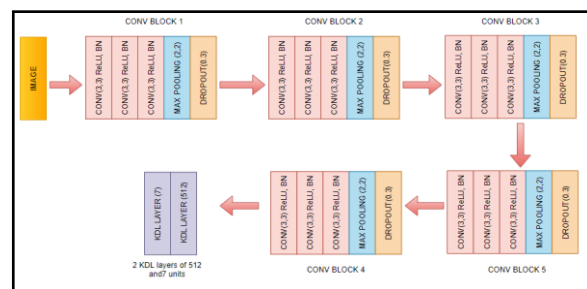 CONV BLOCK 1
CONV BLOCK 2
CONV BLOCK 3
IMAGE
CONV(3,3) ReLU, BN
CONV(3,3) ReLU, BN
CONV(3,3) ReLU, BN
MAX POOLING (2,2)
DROPOUT(0.3)
CONV(3,3) ReLU, BN
CONV(3,3) ReLU, BN
CONV(3,3) ReLU, BN
MAX POOLING (2,2)
DROPOUT(0.3)
CONV(3,3) ReLU, BN
CONV(3,3) ReLU, BN
CONV(3,3) ReLU, BN
MAX POOLING (2,2)
DROPOUT(0.3)
KDL LAYER (7)
KDL LAYER (512)
CONV(3,3) ReLU, BN
CONV(3,3) ReLU, BN
CONV(3,3) ReLU, BN
MAX POOLING (2,2)
DROPOUT(0.3)
CONV(3,3) ReLU, BN
CONV(3,3) ReLU, BN
CONV(3,3) ReLU, BN
MAX POOLING (2,2)
DROPOUT(0.3)
2 KDL layers of 512
and7 units
CONV BLOCK 4
CONV BLOCK 5